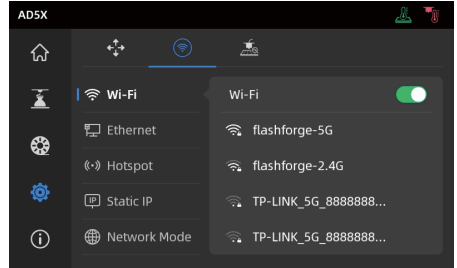 AD5X
Wi-Fi
Ethernet
Hotspot
IP Static IP
Network Mode
Wi-Fi
flashforge-5G
flashforge-2.4G
TP-LINK_5G_8888888...
TP-LINK_5G_8888888...